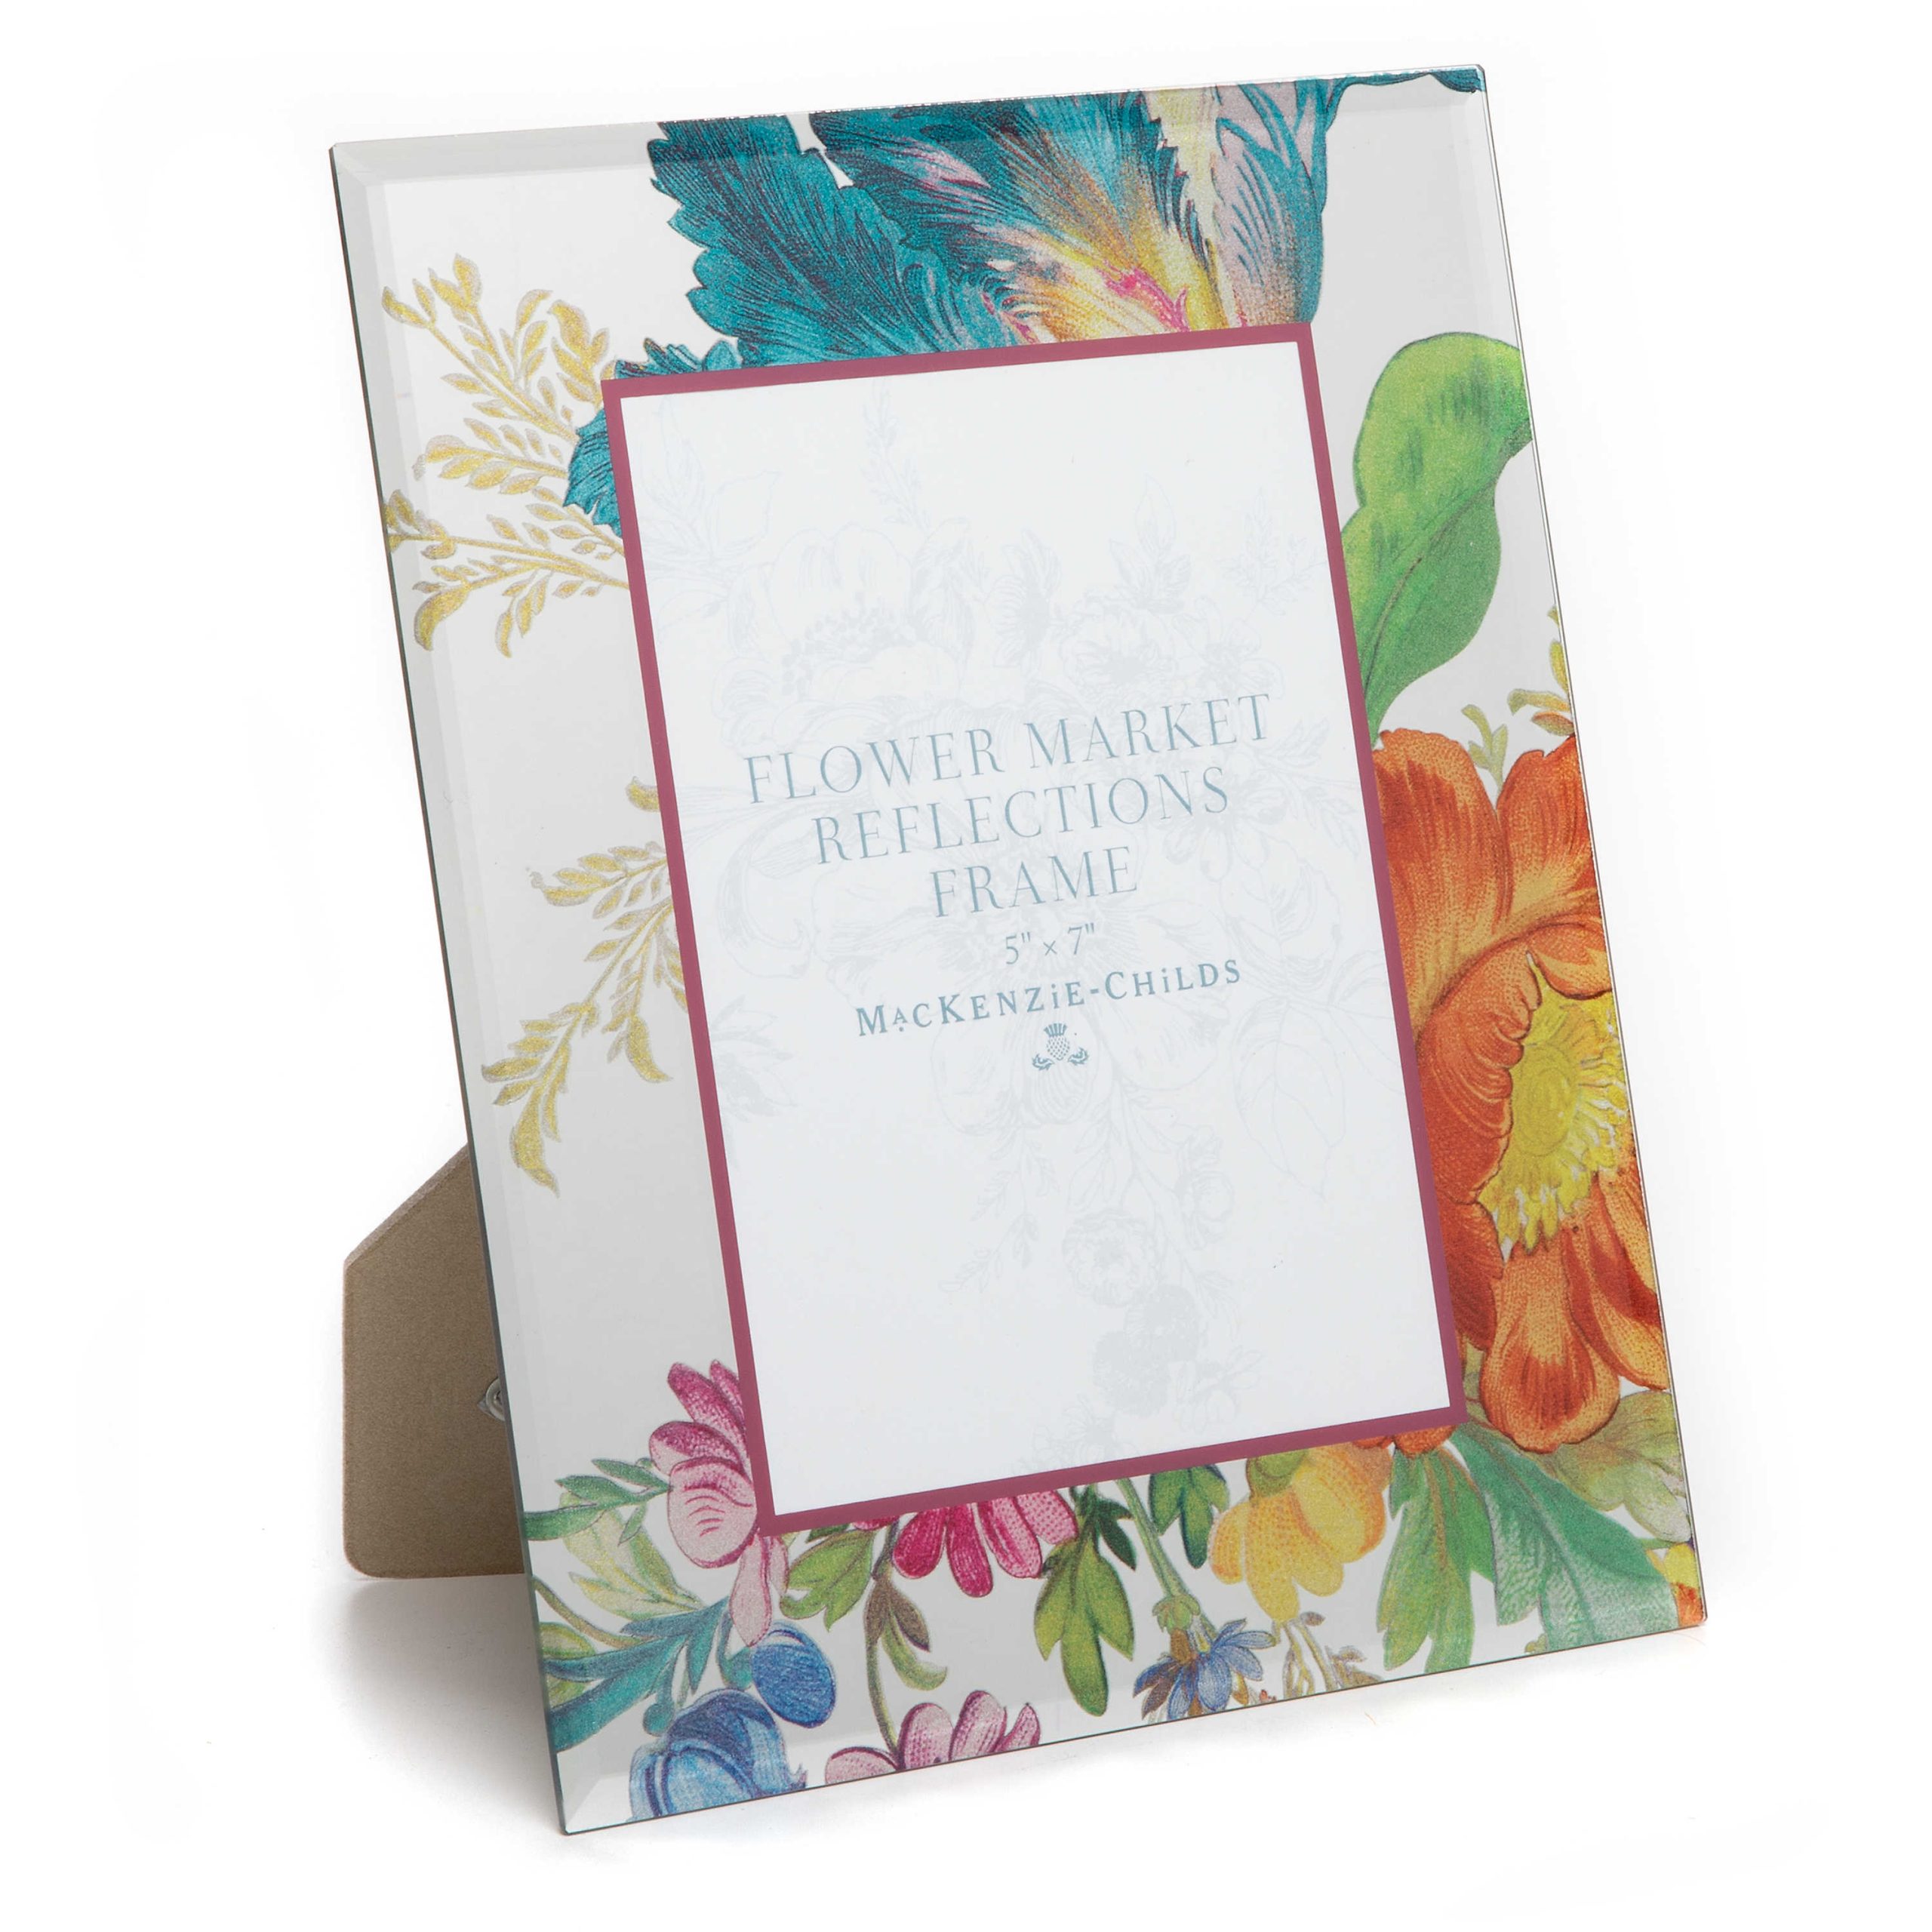 FLOWER MARKET
REFLECTIONS
FRAME
5" × 7"
MACKENZiE-CHiLDS